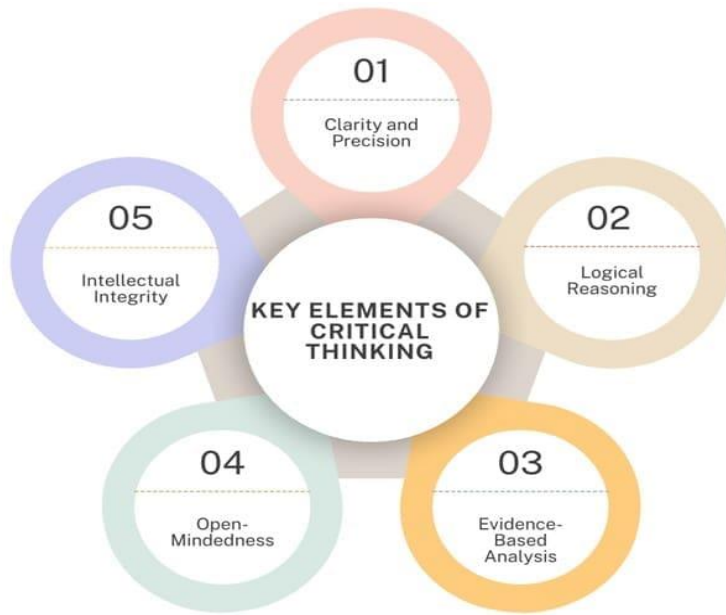 01
Clarity and
Precision
02
Logical
Reasoning
03
Evidence-
Based
Analysis
04
Open-
Mindedness
05
Intellectual
Integrity
KEY ELEMENTS OF
CRITICAL
THINKING